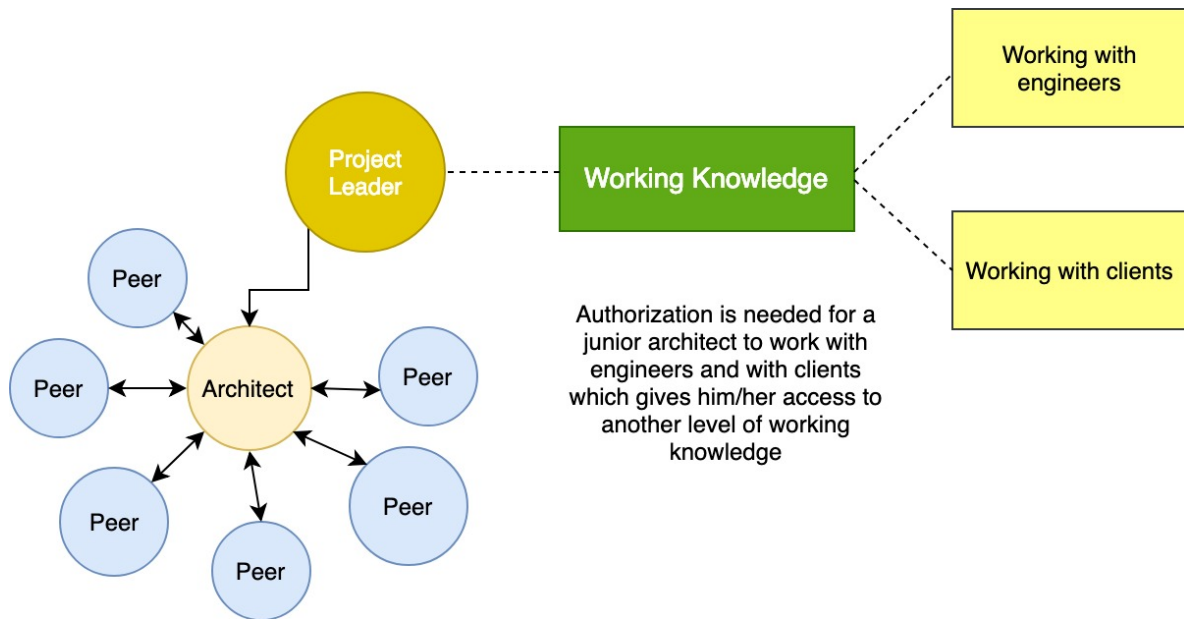 Working with
engineers
Project
Leader
Working Knowledge
Working with clients
Peer
Peer
Architect
Peer
Peer
Peer
Peer
Authorization is needed for a
junior architect to work with
engineers and with clients
which gives him/her access to
another level of working
knowledge